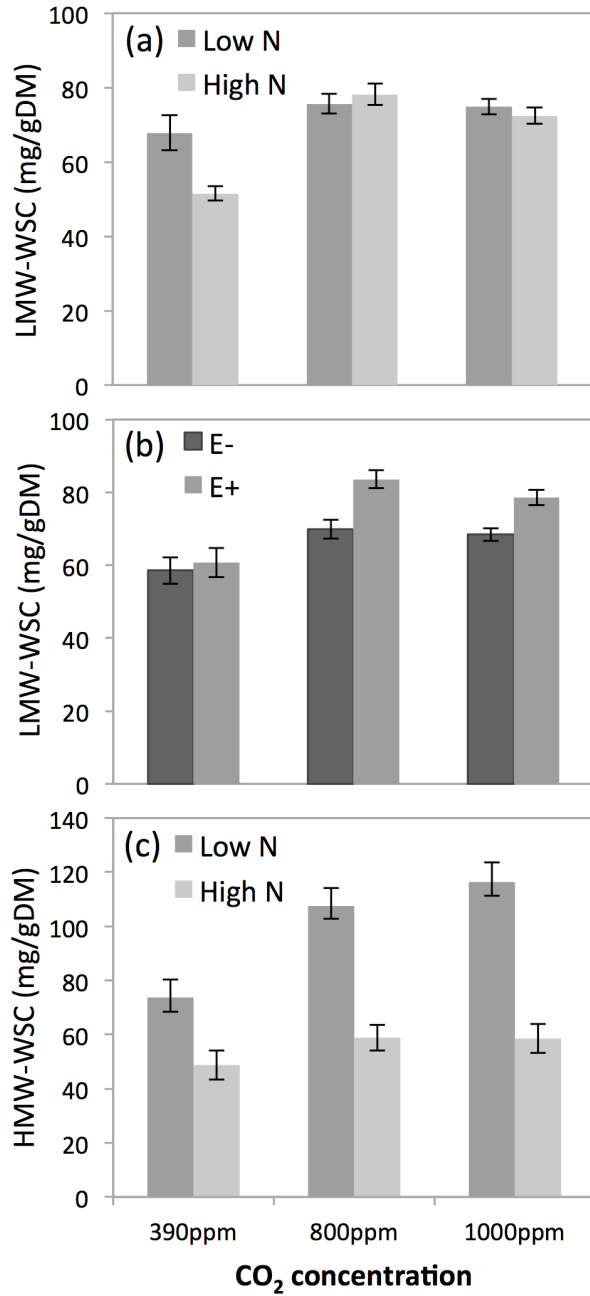 (a)
Low N
High N
LMW-WSC (mg/gDM)
100
80
60
40
20
0
(b)
E-
E+
LMW-WSC (mg/gDM)
100
80
60
40
20
0
(c)
Low N
High N
HMW-WSC (mg/gDM)
140
120
100
80
60
40
20
0
390ppm 800ppm 1000ppm
CO₂ concentration